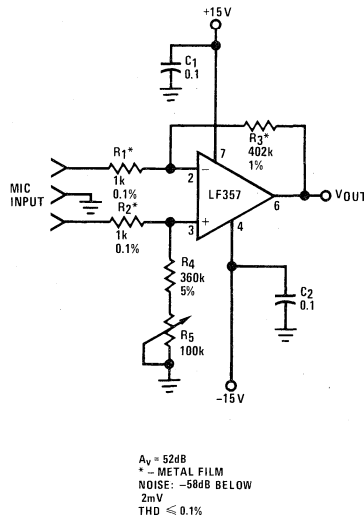 +15V
C1
0.1
R3*
402k
1%
R1*
1k
0.1%
7
2
−
LF357
6
VOUT
MIC
INPUT
R2*
1k
0.1%
3
+
4
R4
360k
5%
C2
0.1
R5
100k
−15V
Av = 52dB
* – METAL FILM
NOISE: −58dB BELOW
2mV
THD ≤ 0.1%